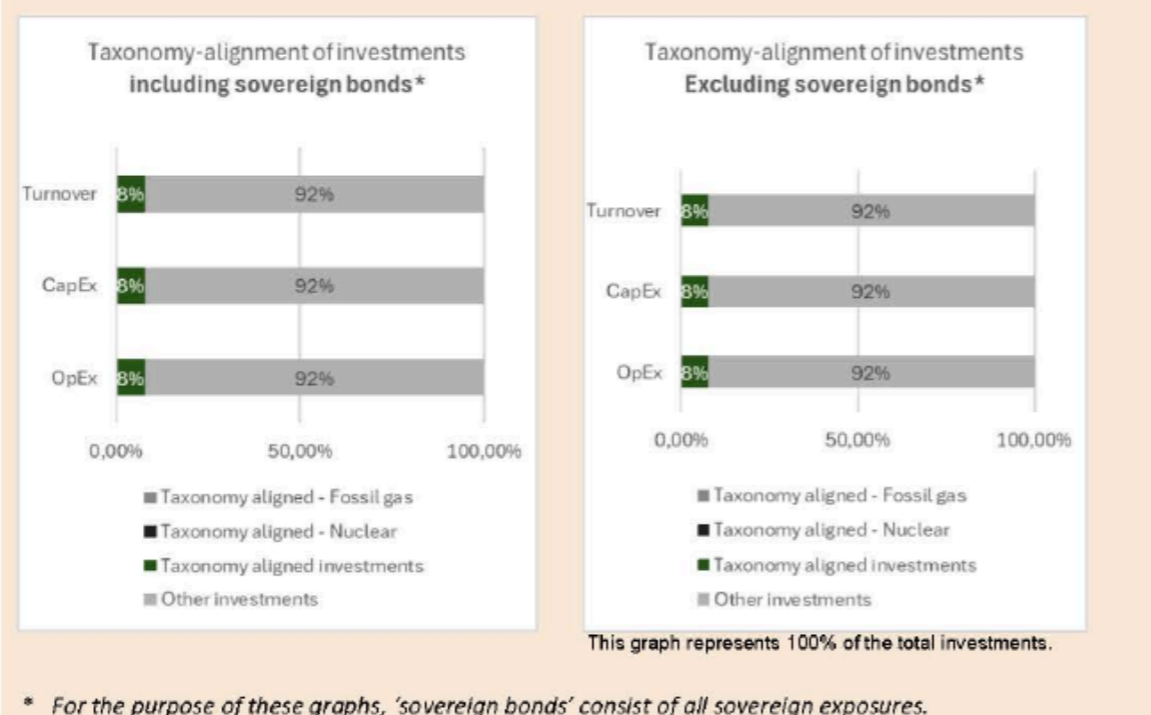 Taxonomy-alignment of investments
including sovereign bonds*
Turnover 8% 92%
CapEx 8% 92%
OpEx 8% 92%
0,00% 50,00% 100,00%
Taxonomy aligned - Fossil gas
Taxonomy aligned - Nuclear
Taxonomy aligned investments
Other investments
Taxonomy-alignment of investments
Excluding sovereign bonds*
Turnover 8% 92%
CapEx 8% 92%
OpEx 8% 92%
0,00% 50,00% 100,00%
Taxonomy aligned - Fossil gas
Taxonomy aligned - Nuclear
Taxonomy aligned investments
Other investments
This graph represents 100% of the total investments.
* For the purpose of these graphs, ‘sovereign bonds’ consist of all sovereign exposures.